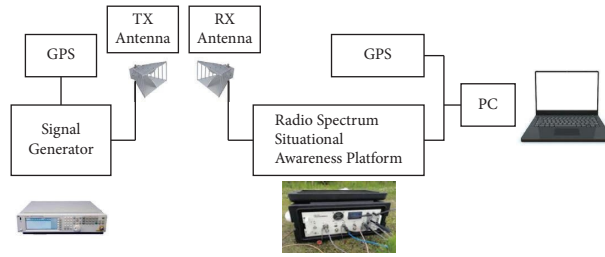 TX
Antenna
RX
Antenna
GPS
GPS
Signal
Generator
Radio Spectrum
Situational
Awareness Platform
PC